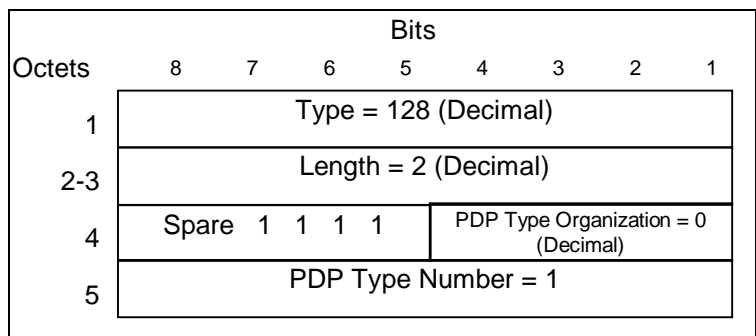 Bits
Octets 8 7 6 5 4 3 2 1
1 Type = 128 (Decimal)
2-3 Length = 2 (Decimal)
4 Spare 1 1 1 1 PDP Type Organization = 0
(Decimal)
5 PDP Type Number = 1